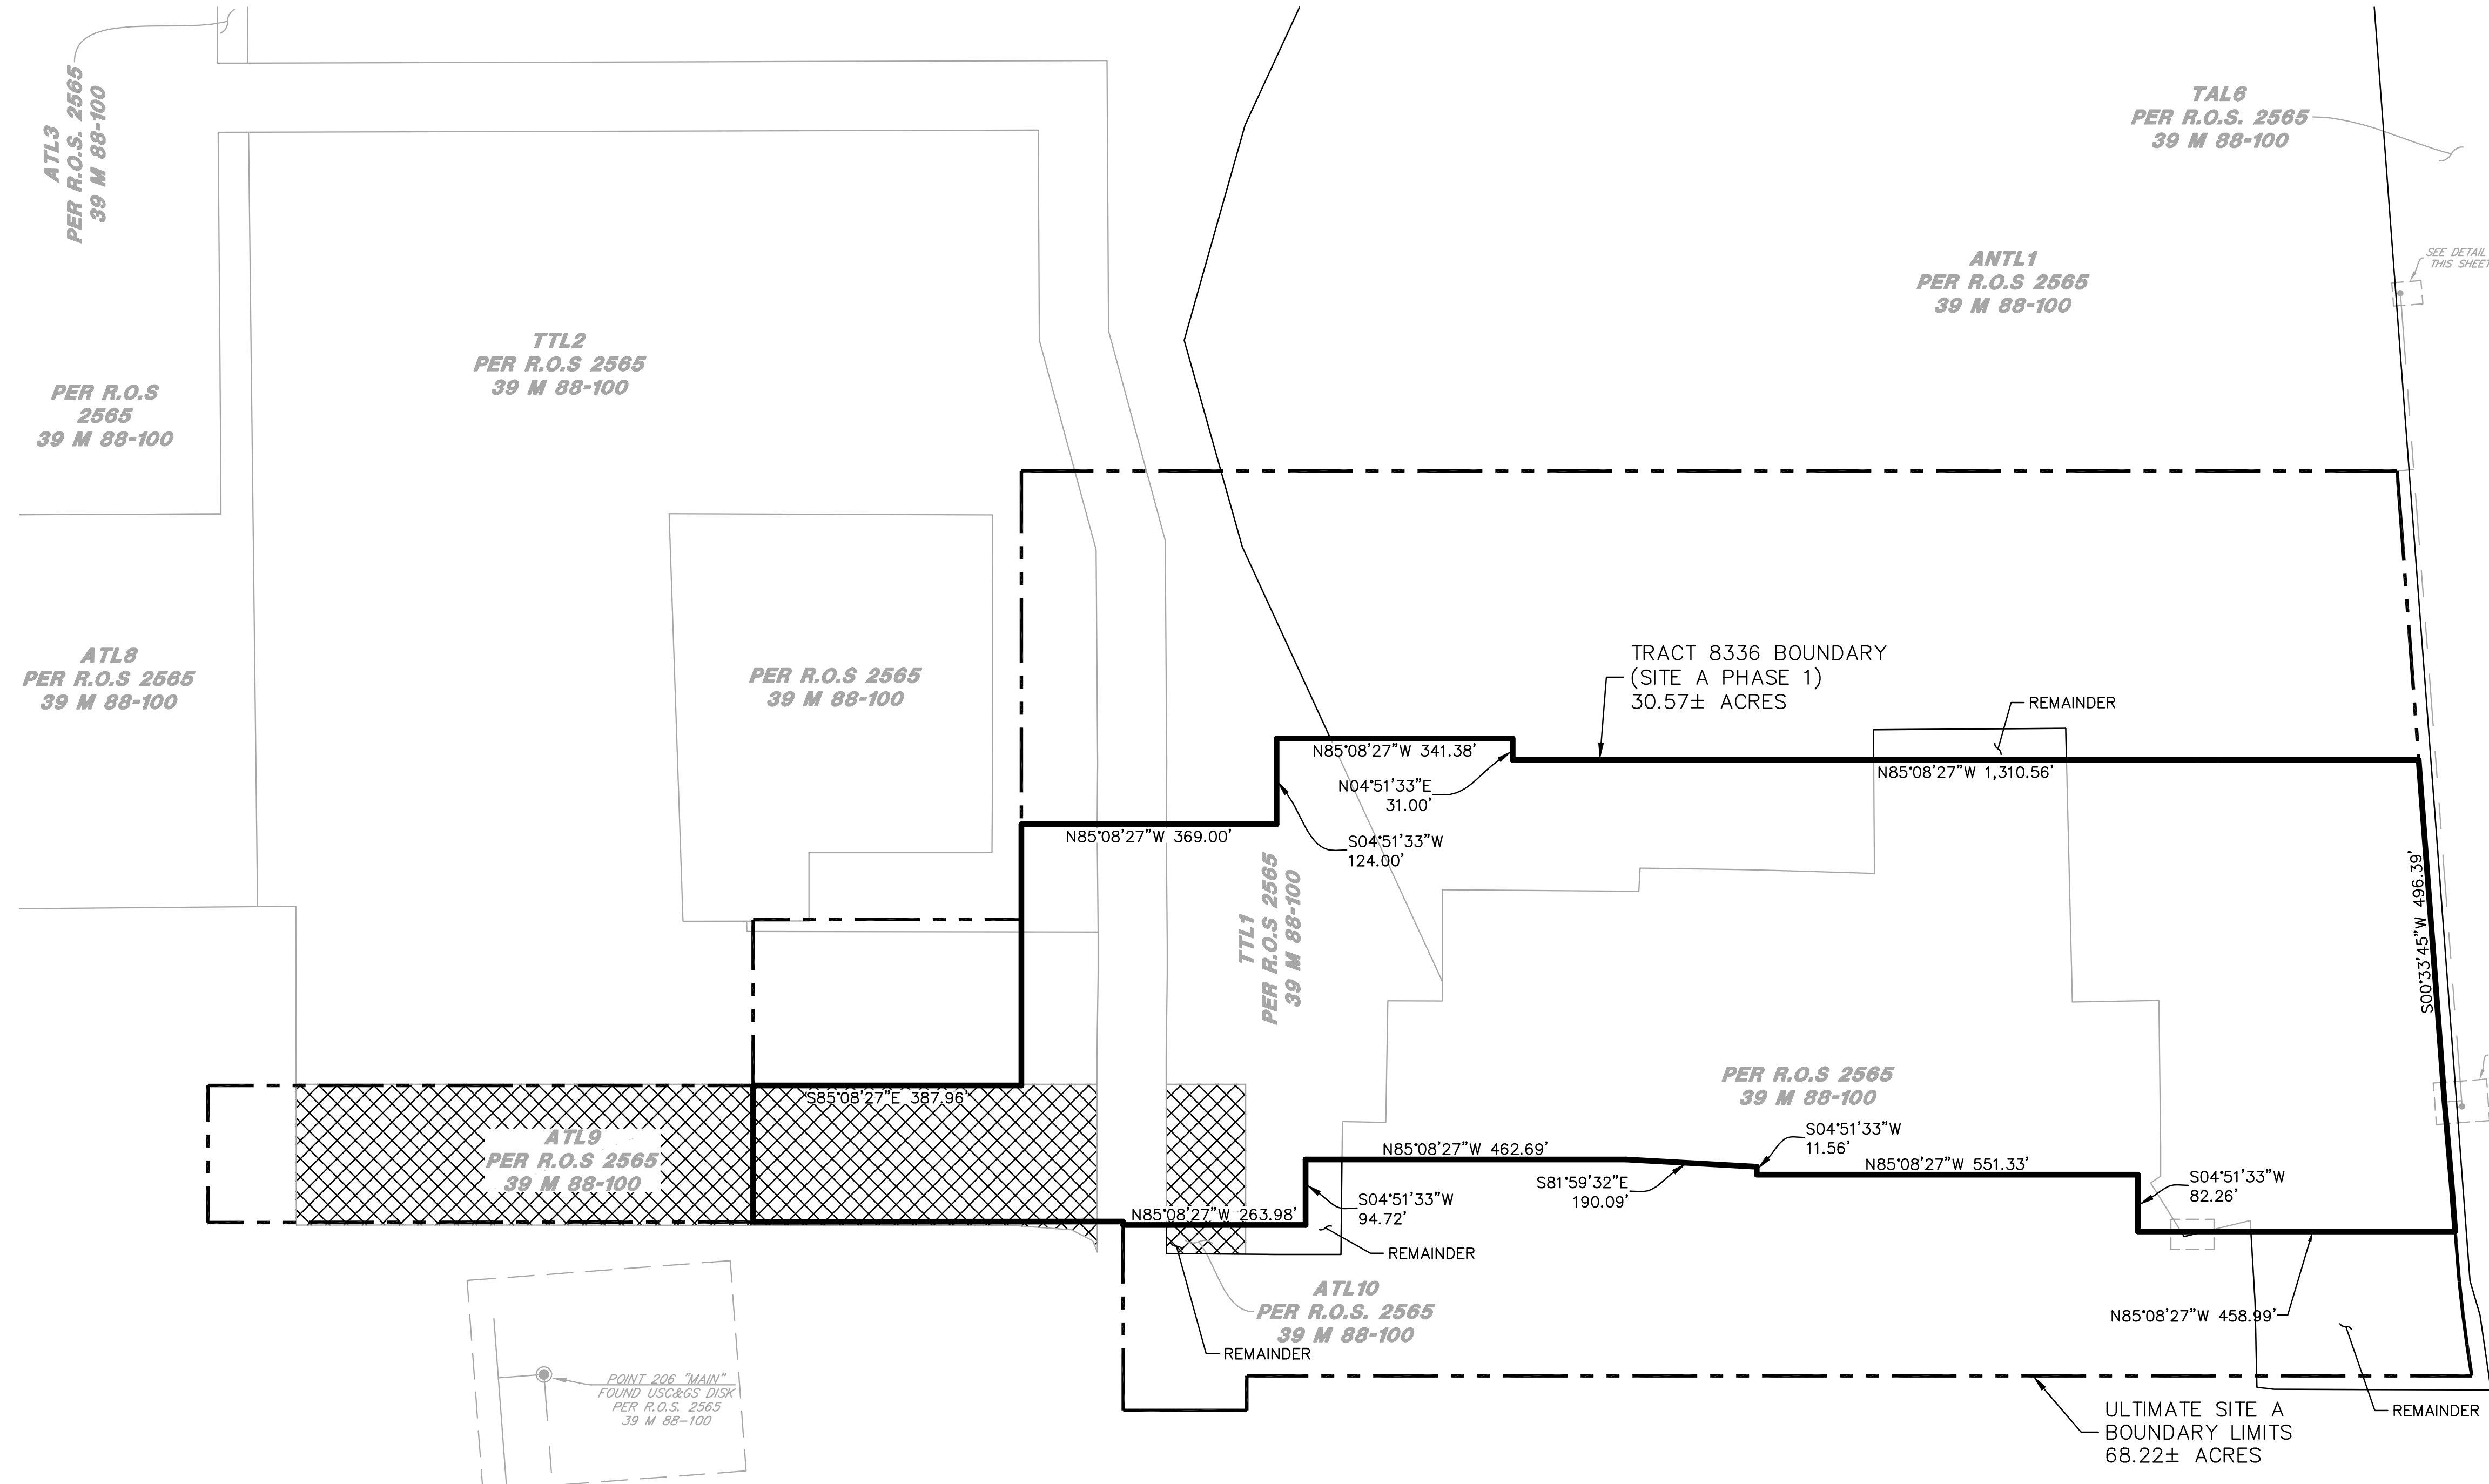 ATL3
PER R.O.S. 2565
39 M 88-100
TAL6
PER R.O.S. 2565
39 M 88-100
ANTL1
PER R.O.S 2565
39 M 88-100
SEE DETAIL
THIS SHEET
TTL2
PER R.O.S 2565
39 M 88-100
PER R.O.S
2565
39 M 88-100
ATL8
PER R.O.S 2565
39 M 88-100
PER R.O.S 2565
39 M 88-100
TRACT 8336 BOUNDARY
(SITE A PHASE 1)
30.57± ACRES
REMAINDER
N85°08'27"W 341.38'
N04°51'33"E
31.00'
N85°08'27"W 1,310.56'
N85°08'27"W 369.00'
S04°51'33"W
124.00'
TTL1
PER R.O.S 2565
39 M 88-100
S00°33'45"W 496.39'
PER R.O.S 2565
39 M 88-100
S85°08'27"E 387.96'
ATL9
PER R.O.S 2565
39 M 88-100
N85°08'27"W 462.69'
S04°51'33"W
11.56'
N85°08'27"W 551.33'
S81°59'32"E
190.09'
S04°51'33"W
82.26'
S04°51'33"W
94.72'
N85°08'27"W 263.98'
REMAINDER
ATL10
PER R.O.S. 2565
39 M 88-100
REMAINDER
N85°08'27"W 458.99'
POINT 206 "MAIN"
FOUND USC&GS DISK
PER R.O.S. 2565
39 M 88-100
ULTIMATE SITE A
BOUNDARY LIMITS
68.22± ACRES
REMAINDER